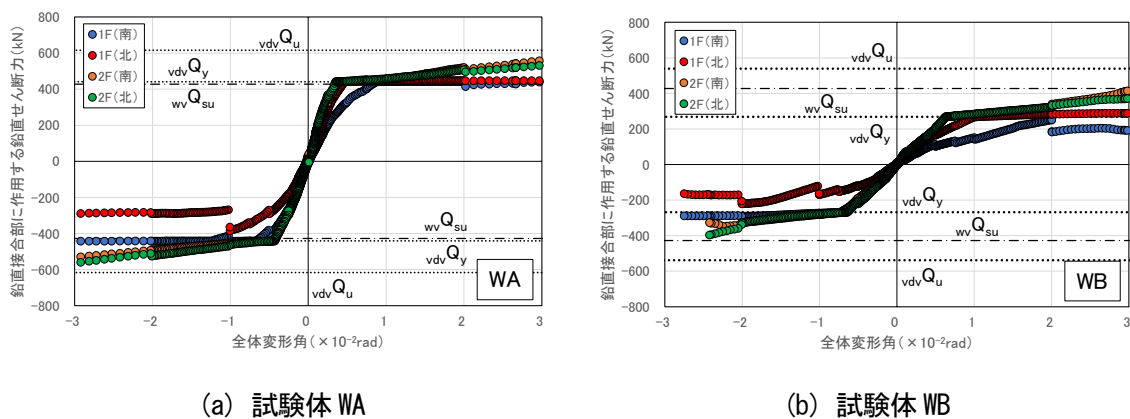 鉛直接合部に作用する鉛直せん断力(kN)
800
600
400
200
0
-200
-400
-600
-800
1F(南)
1F(北)
2F(南)
2F(北)
vdvQu
vdvQy
wvQsu
wvQsu
vdvQy
vdvQu
WA
-3 -2 -1 0 1 2 3
全体変形角(×10⁻²rad)
(a) 試験体 WA
鉛直接合部に作用する鉛直せん断力(kN)
800
600
400
200
0
-200
-400
-600
-800
1F(南)
1F(北)
2F(南)
2F(北)
vdvQu
wvQsu
vdvQy
vdvQy
wvQsu
vdvQu
WB
-3 -2 -1 0 1 2 3
全体変形角(×10⁻²rad)
(b) 試験体 WB